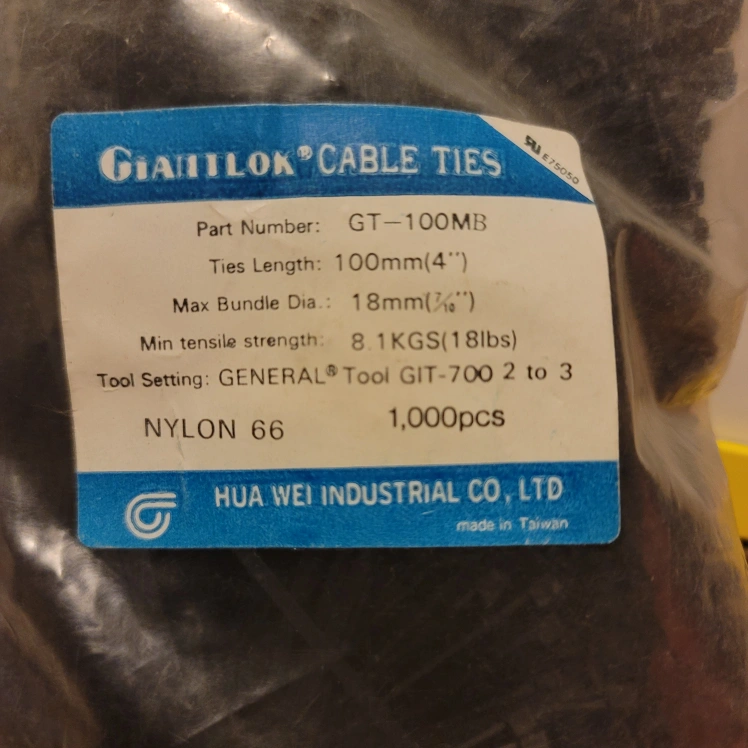 GIANTLOK® CABLE TIES
E75050
Part Number: GT-100MB
Ties Length: 100mm(4'')
Max Bundle Dia.: 18mm(7/10'')
Min tensile strength: 8.1KGS(18lbs)
Tool Setting: GENERAL® Tool GIT-700 2 to 3
NYLON 66 1,000pcs
HUA WEI INDUSTRIAL CO, LTD
made in Taiwan